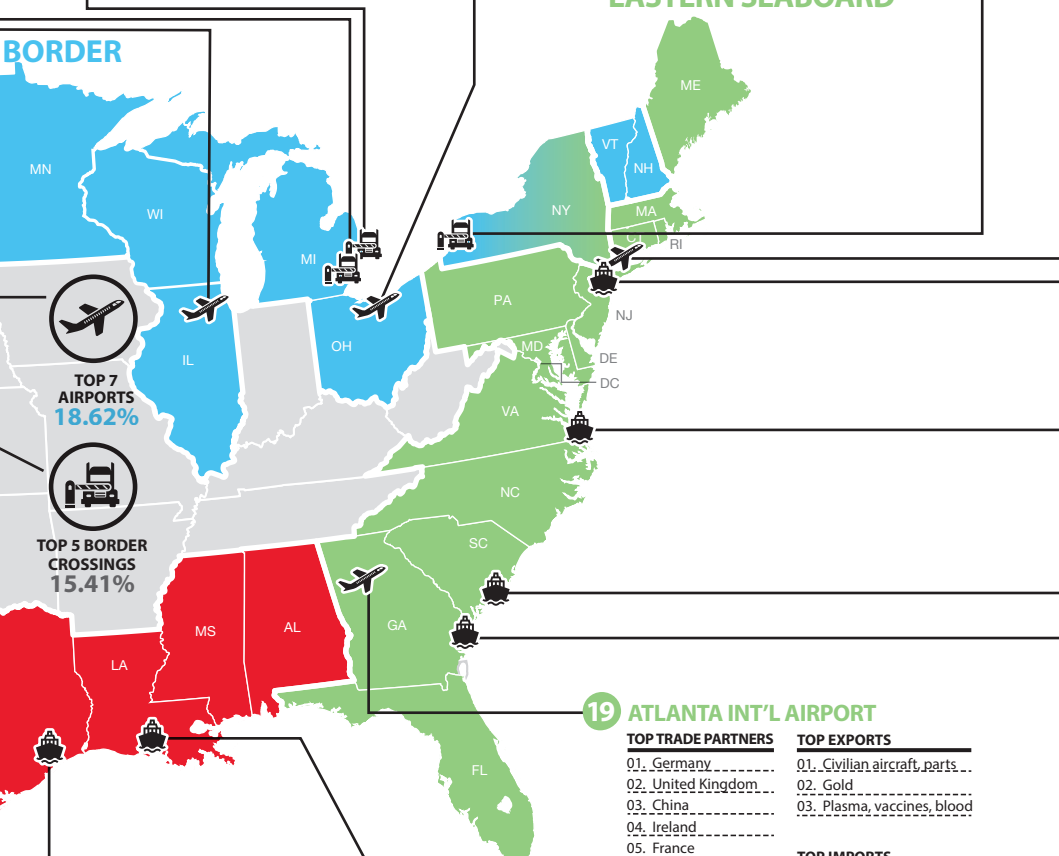 EASTERN SEABOARD
BORDER
ME
VT
NH
MN
WI
NY
MA
CT
RI
MI
PA
NJ
OH
MD
IL
DE
DC
TOP 7
AIRPORTS
18.62%
VA
NC
TOP 5 BORDER
CROSSINGS
15.41%
SC
MS
AL
GA
LA
FL
19 ATLANTA INT'L AIRPORT
TOP TRADE PARTNERS
01. Germany
02. United Kingdom
03. China
04. Ireland
05. France
TOP EXPORTS
01. Civilian aircraft, parts
02. Gold
03. Plasma, vaccines, blood
TOP IMPORTS